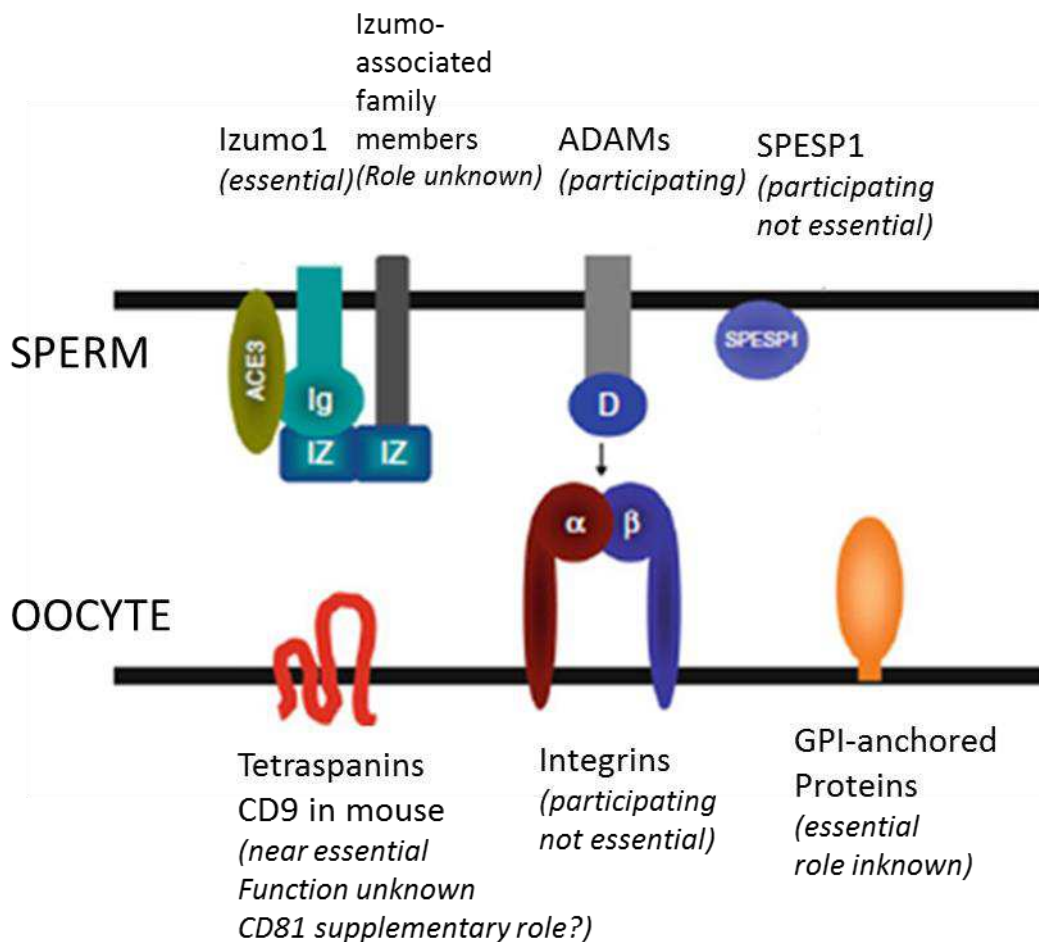 Izumo-
associated
family
members
(Role unknown)
Izumo1
(essential)
ADAMs
(participating)
SPESP1
(participating
not essential)
SPERM
ACE3
Ig
IZ
IZ
D
SPESP1
α
β
OOCYTE
Tetraspanins
CD9 in mouse
(near essential
Function unknown
CD81 supplementary role?)
Integrins
(participating
not essential)
GPI-anchored
Proteins
(essential
role inknown)